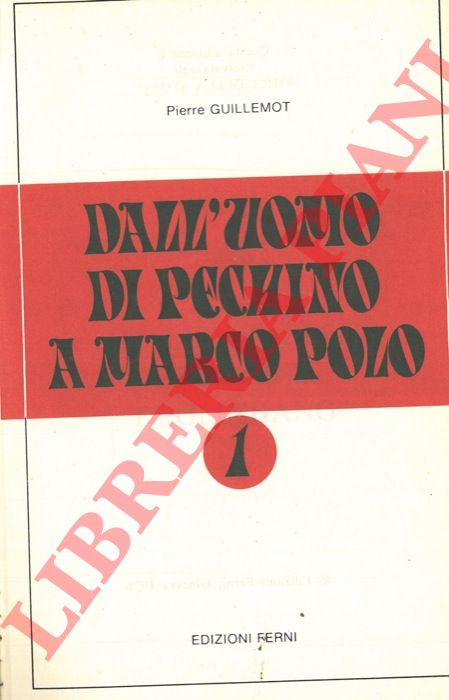 Pierre GUILLEMOT
DALL'UOMO
DI PECHINO
A MARCO POLO
1
EDIZIONI FERNI
LIBRERIA PIANI